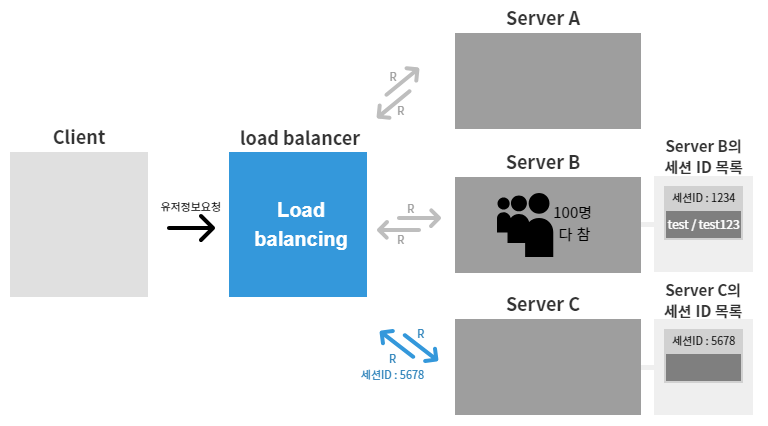 Server A
R
R
Client
load balancer
유저정보요청
Load
balancing
Server B
100명
다 참
R
R
Server B의
세션 ID 목록
세션ID : 1234
test / test123
Server C
R
R
세션ID : 5678
Server C의
세션 ID 목록
세션ID : 5678